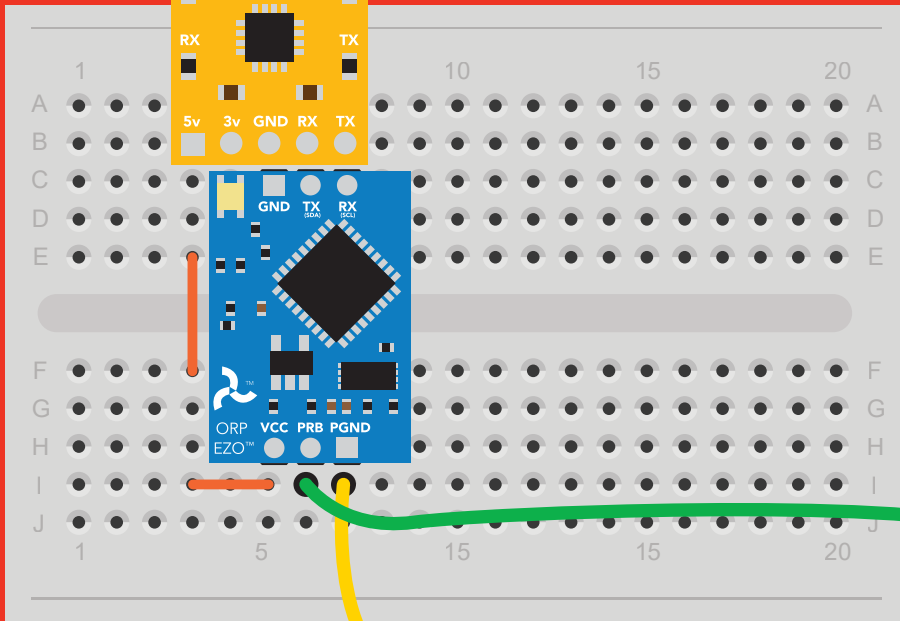 RX TX
1 10 15 20
A A
5v 3v GND RX TX
B B
C C
GND TX RX
(SDA) (SCL)
D D
E E
F F
TM
G G
ORP VCC PRB PGND
H H
EZO™
I I
J J
1 5 15 15 20